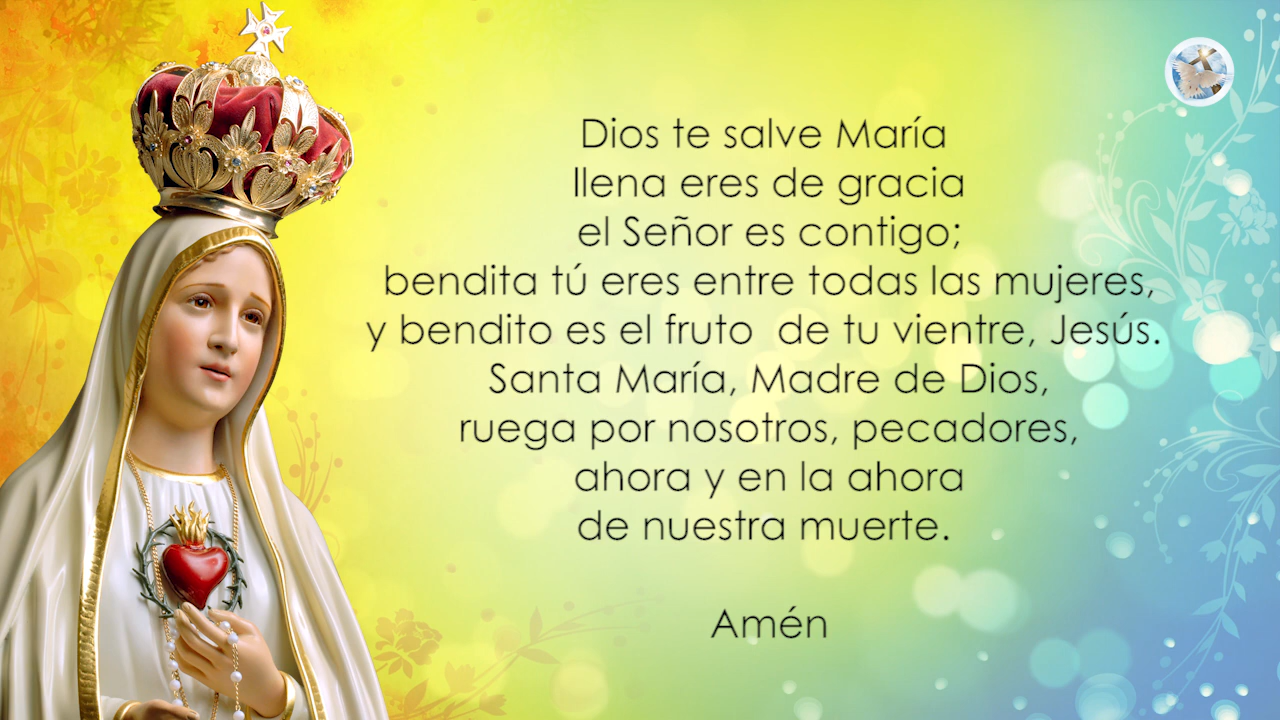 Dios te salve María
llena eres de gracia
el Señor es contigo;
bendita tú eres entre todas las mujeres,
y bendito es el fruto  de tu vientre, Jesús.
Santa María, Madre de Dios,
ruega por nosotros, pecadores,
ahora y en la ahora
de nuestra muerte.
Amén